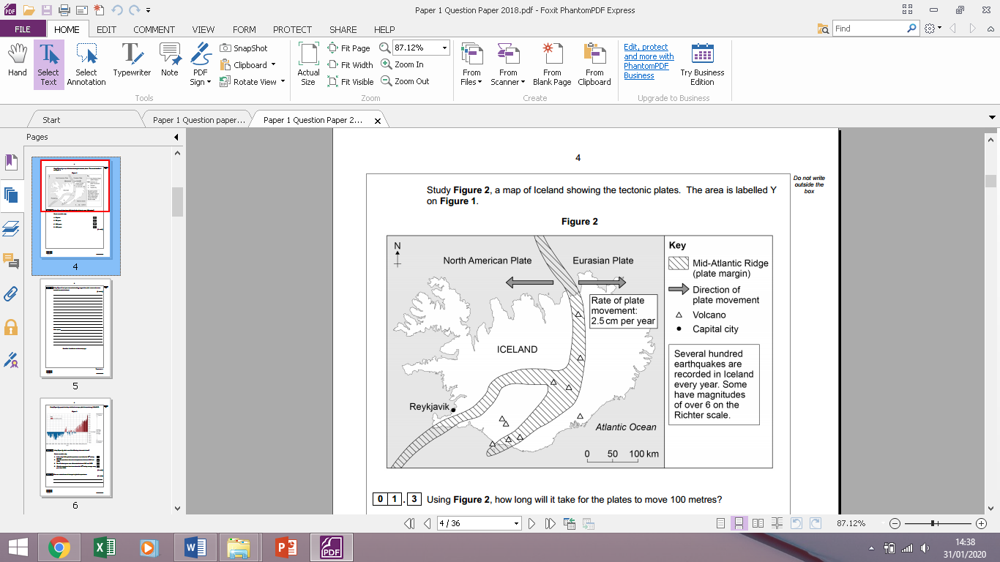 Paper 1 Question Paper 2018.pdf - Foxit PhantomPDF Express
FILE HOME EDIT COMMENT VIEW FORM PROTECT SHARE HELP
Find
Hand
Select
Text
Select
Annotation
Typewriter
Note
PDF
Sign
SnapShot
Clipboard
Rotate View
Tools
Actual
Size
Fit Page
Fit Width
Fit Visible
87.12%
Zoom In
Zoom Out
Zoom
From
Files
From
Scanner
From
Blank Page
From
Clipboard
Create
Edit, protect
and more with
PhantomPDF
Business
Try Business
Edition
Upgrade to Business
Start
Paper 1 Question paper...
Paper 1 Question Paper 2...
Pages
4
5
6
4
Do not write
outside the
box
Study Figure 2, a map of Iceland showing the tectonic plates. The area is labelled Y
on Figure 1.
Figure 2
N
North American Plate
Eurasian Plate
Rate of plate
movement:
2.5 cm per year
ICELAND
Reykjavik
Atlantic Ocean
0 50 100 km
Key
Mid-Atlantic Ridge
(plate margin)
Direction of
plate movement
Volcano
Capital city
Several hundred
earthquakes are
recorded in Iceland
every year. Some
have magnitudes
of over 6 on the
Richter scale.
0 1 . 3 Using Figure 2, how long will it take for the plates to move 100 metres?
4 / 36
87.12%
14:38
31/01/2020